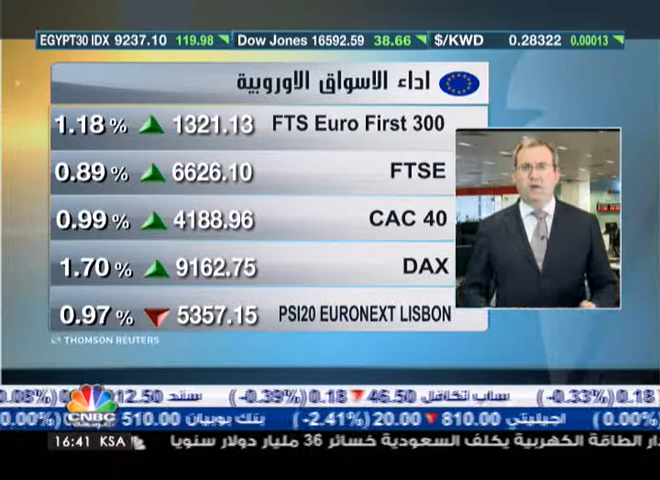 EGYPT30 IDX 9237.10 119.98 Dow Jones 16592.59 38.66 $/KWD 0.28322 0.00013
اداء الاسواق الاوروبية
1.18 % 1321.13 FTS Euro First 300
0.89 % 6626.10 FTSE
0.99 % 4188.96 CAC 40
1.70 % 9162.75 DAX
0.97 % 5357.15 PSI20 EURONEXT LISBON
THOMSON REUTERS
0.18 (-0.33%) ساب تكافل 46.50 0.18 (-0.39%) سند 12.50 0.08%)
(0.00%) اجيليتي 810.00 20.00 (-2.41%) بنك بوبيان 510.00 0.00%)
CNBC عربية
16:41 KSA دار الطاقة الكهربية يكلف السعودية خسائر 36 مليار دولار سنويا